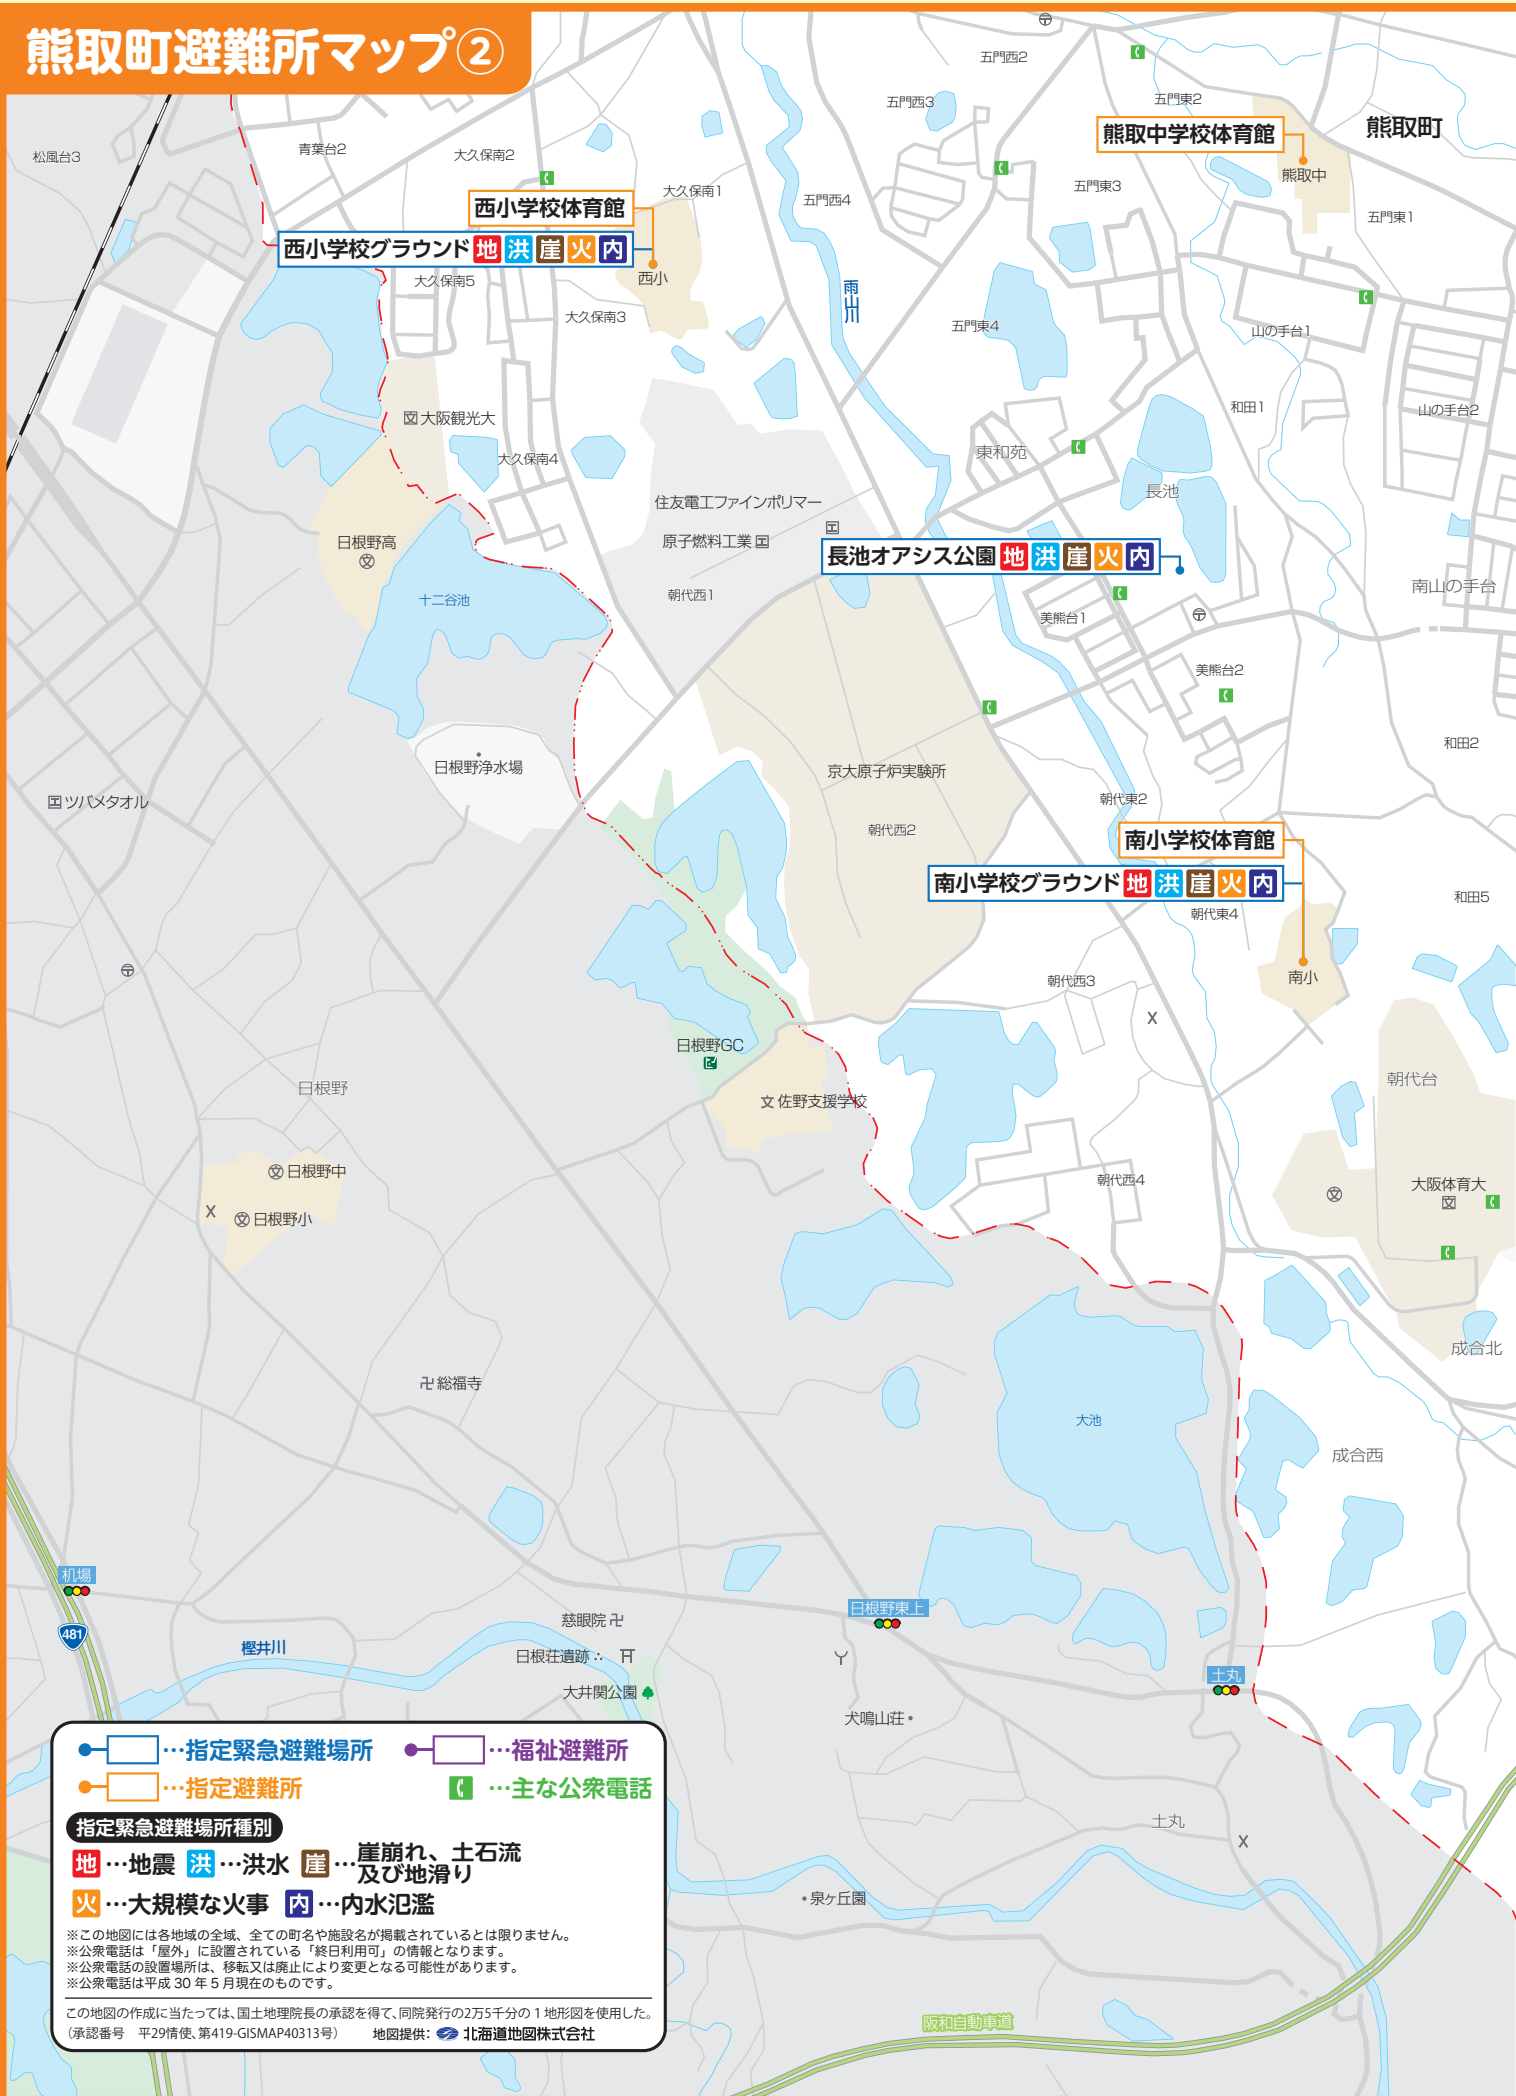 熊取町避難所マップ②
五門西2
五門西3
五門東2
熊取中学校体育館
熊取町
松風台3
青葉台2
大久保南2
大久保南1
五門西4
五門東3
熊取中
五門東1
西小学校体育館
西小学校グラウンド 地 洪 崖 火 内
大久保南5
西小
雨山川
大久保南3
五門東4
山の手台1
和田1
山の手台2
文 大阪観光大
大久保南4
東和苑
長池
住友電工ファインポリマー
日根野高
文
原子燃料工業 工
工
長池オアシス公園 地 洪 崖 火 内
十二谷池
朝代西1
美熊台1
南山の手台
美熊台2
和田2
日根野浄水場
京大原子炉実験所
工 ツバメタオル
朝代東2
朝代西2
南小学校体育館
南小学校グラウンド 地 洪 崖 火 内
和田5
朝代東4
朝代西3
南小
日根野GC
朝代台
日根野
文 佐野支援学校
文 日根野中
文 日根野小
朝代西4
大阪体育大
文
文
成合北
卍 総福寺
大池
成合西
机場
481
樫井川
慈眼院 卍
日根荘遺跡
大井関公園
日根野東上
土丸
犬鳴山荘
土丸
泉ヶ丘園
阪和自動車道
…指定緊急避難場所
…福祉避難所
…指定避難所
…主な公衆電話
指定緊急避難場所種別
地…地震 洪…洪水 崖…崖崩れ、土石流
及び地滑り
火…大規模な火事 内…内水氾濫
※この地図には各地域の全域、全ての町名や施設名が掲載されているとは限りません。
※公衆電話は「屋外」に設置されている「終日利用可」の情報となります。
※公衆電話の設置場所は、移転又は廃止により変更となる可能性があります。
※公衆電話は平成 30 年 5 月現在のものです。
この地図の作成に当たっては、国土地理院長の承認を得て、同院発行の2万5千分の 1 地形図を使用した。
（承認番号　平29情使、第419-GISMAP40313号）　地図提供： 北海道地図株式会社